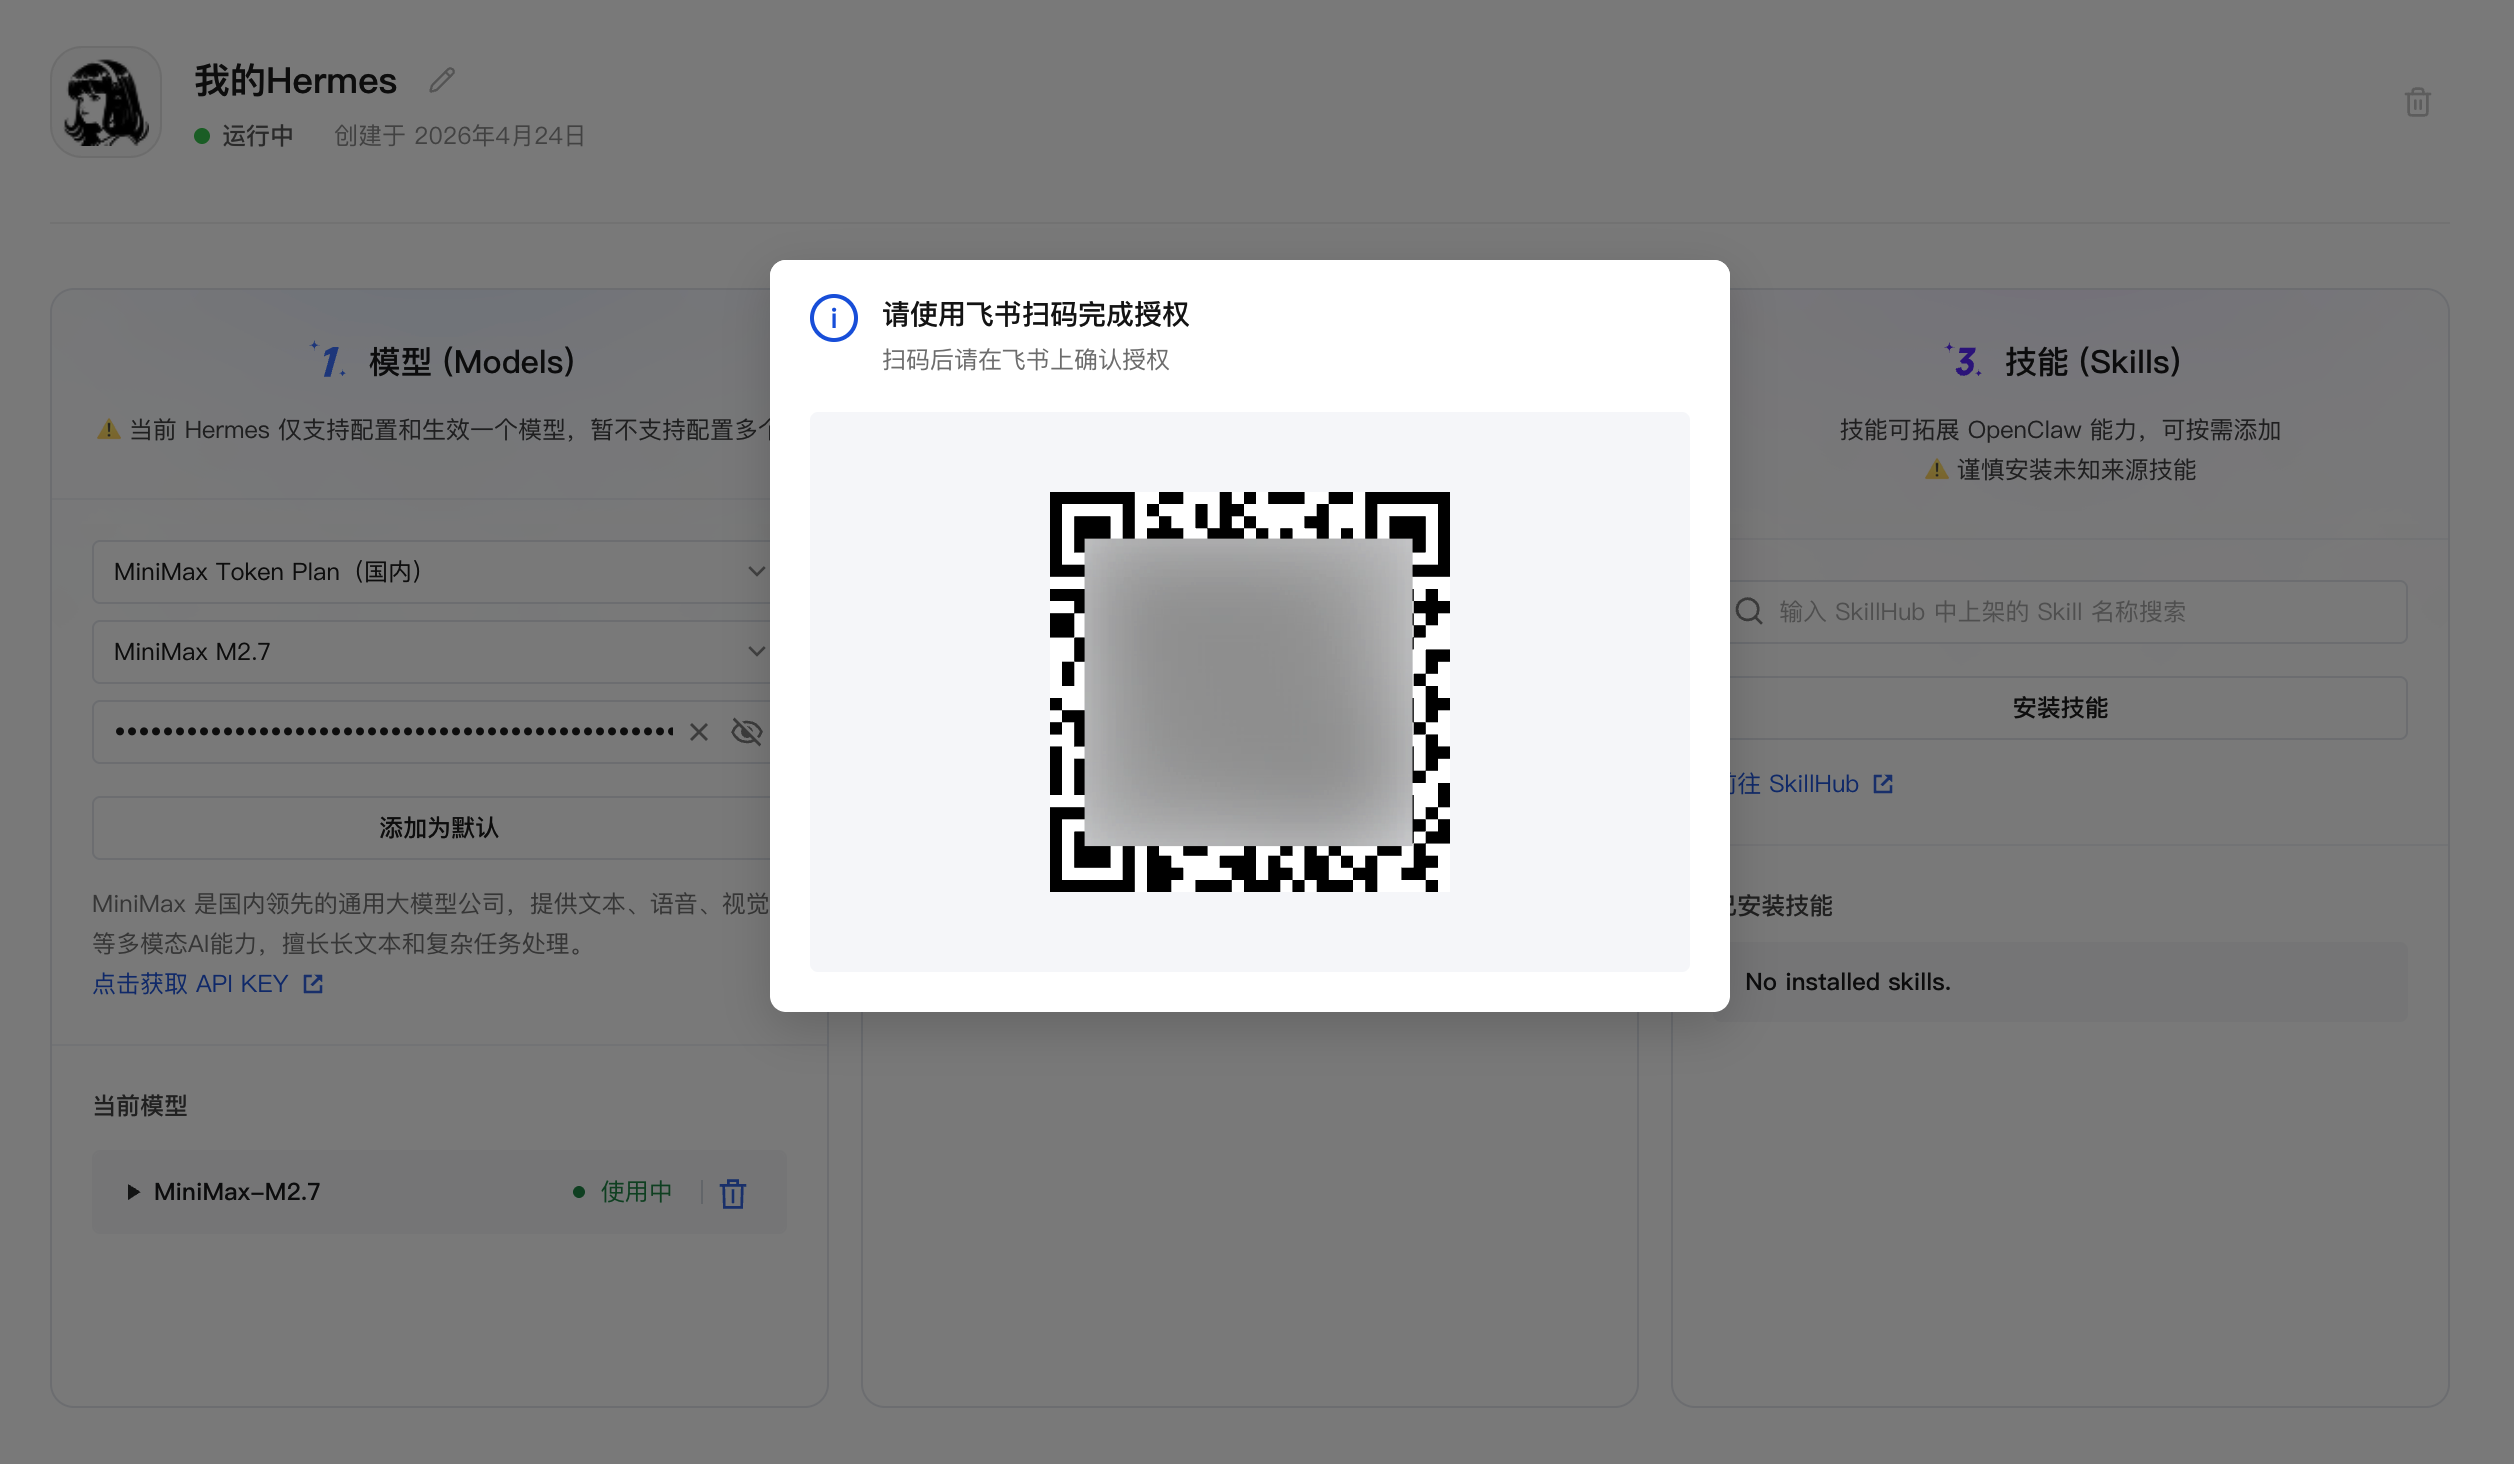 我的Hermes
运行中 创建于 2026年4月24日
请使用飞书扫码完成授权
扫码后请在飞书上确认授权
1. 模型 (Models)
当前 Hermes 仅支持配置和生效一个模型，暂不支持配置多个
MiniMax Token Plan（国内）
MiniMax M2.7
添加为默认
MiniMax 是国内领先的通用大模型公司，提供文本、语音、视觉
等多模态AI能力，擅长长文本和复杂任务处理。
点击获取 API KEY
当前模型
MiniMax-M2.7 使用中
3. 技能 (Skills)
技能可拓展 OpenClaw 能力，可按需添加
谨慎安装未知来源技能
输入 SkillHub 中上架的 Skill 名称搜索
安装技能
前往 SkillHub
已安装技能
No installed skills.